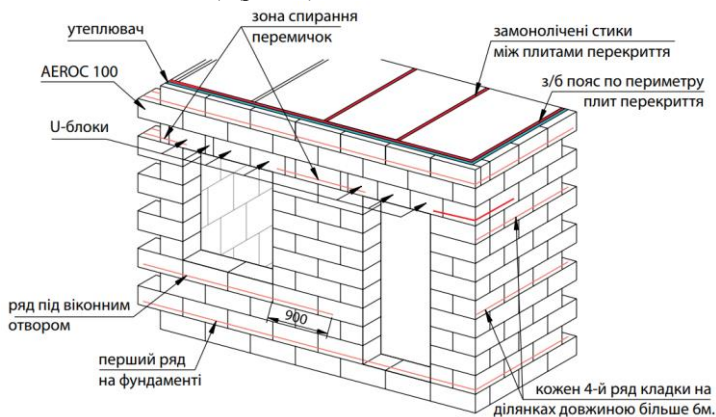 зона спирання
перемичок
утеплювач
замонолічені стики
між плитами перекриття
AEROC 100
з/б пояс по периметру
плит перекриття
U-блоки
ряд під віконним
отвором
900
перший ряд
на фундаменті
кожен 4-й ряд кладки на
ділянках довжиною більше 6м.